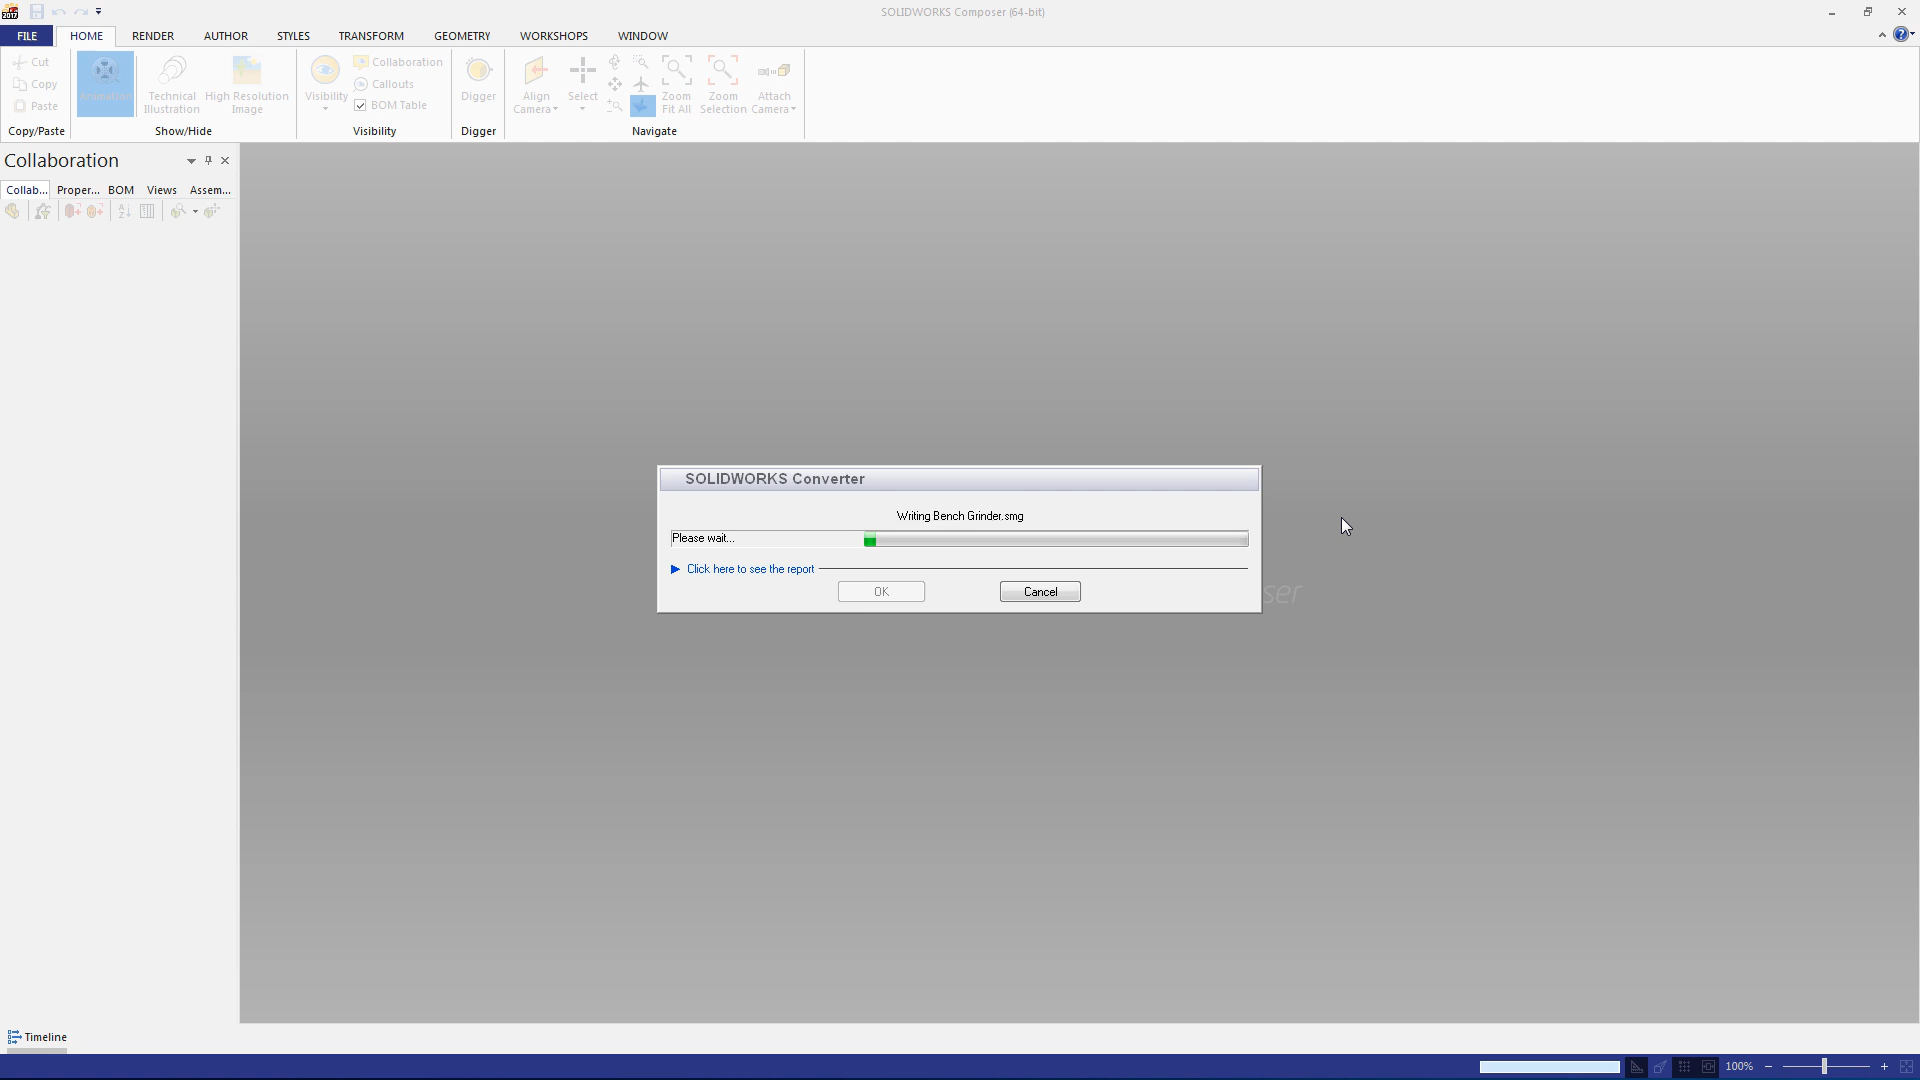 2017
SOLIDWORKS Composer (64-bit)
FILE HOME RENDER AUTHOR STYLES TRANSFORM GEOMETRY WORKSHOPS WINDOW
Cut
Copy
Paste
Copy/Paste
Animation
Technical Illustration
High Resolution Image
Show/Hide
Visibility
Collaboration
Callouts
BOM Table
Visibility
Digger
Digger
Align Camera
Select
Zoom Fit All
Zoom Selection
Attach Camera
Navigate
Collaboration
Collab... Proper... BOM Views Assem...
SOLIDWORKS Converter
Writing Bench Grinder.smg
Please wait...
Click here to see the report
OK Cancel
ser
Timeline
100%